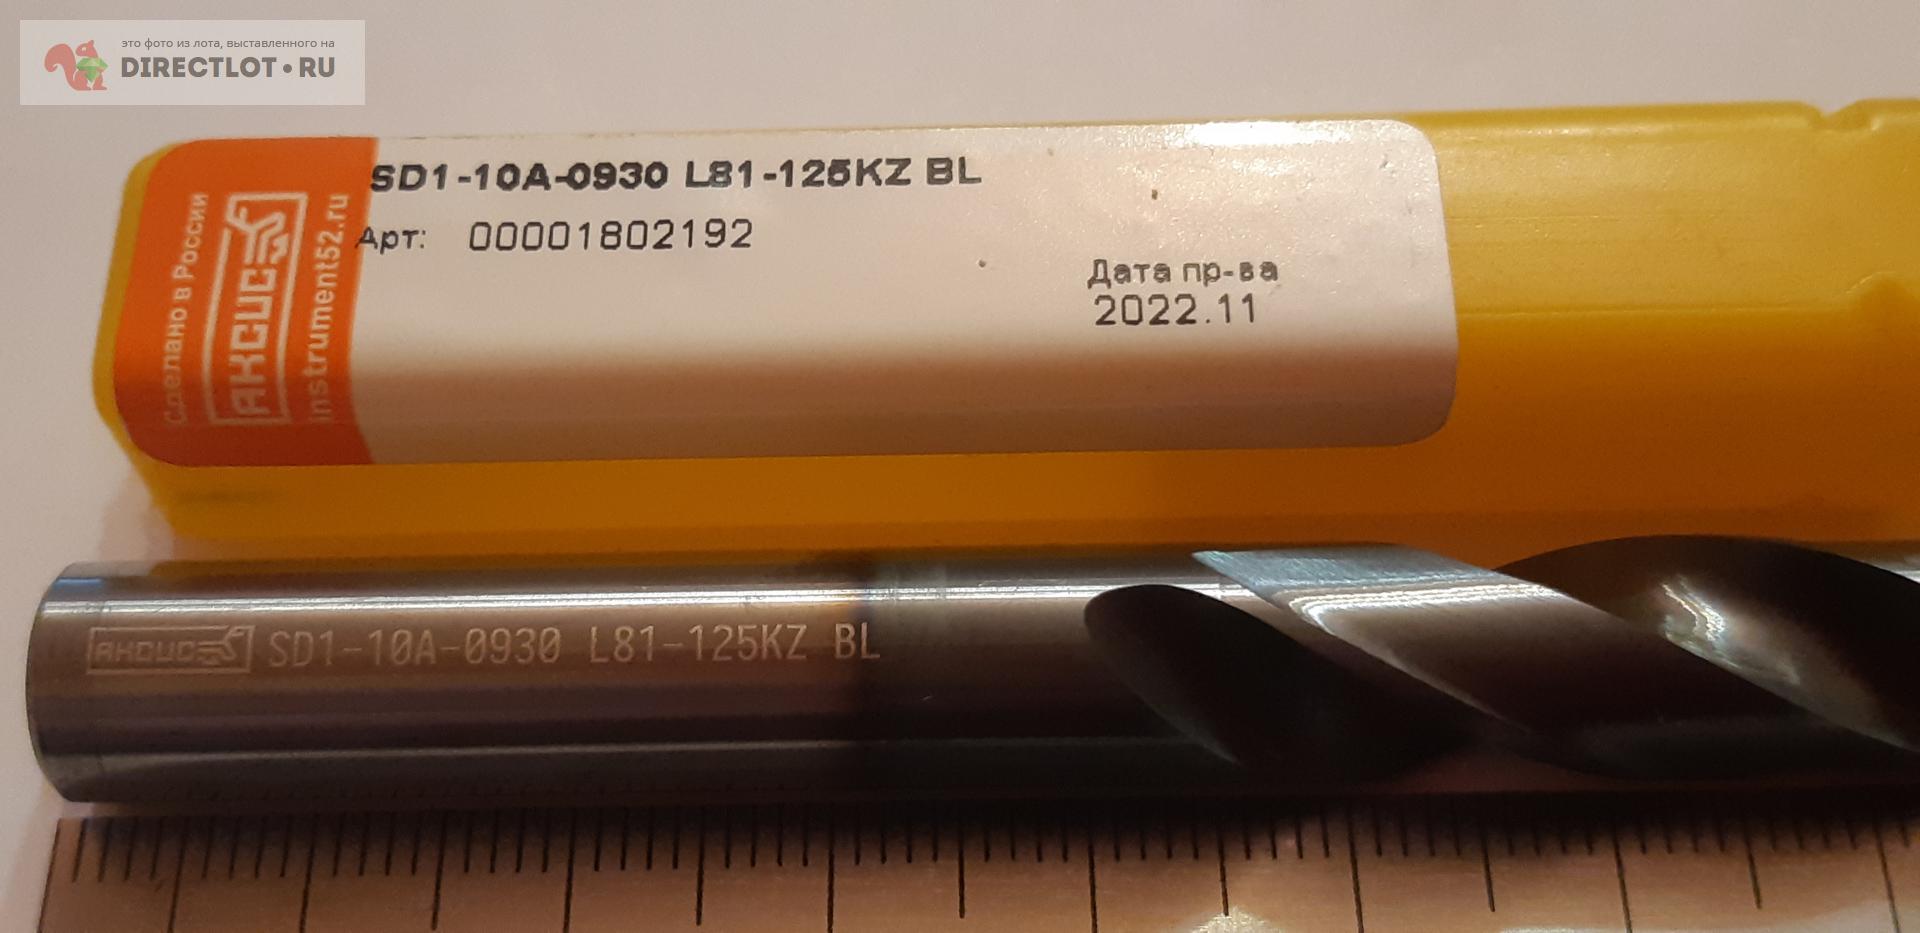 это фото из лота, выставленного на
DIRECTLOT•RU
SD1-10A-0930 L81-125KZ BL
Арт: 00001802192
Дата пр-ва
2022.11
Сделано в России
АКСИС
instrument52.ru
АКСИС SD1-10A-0930 L81-125KZ BL